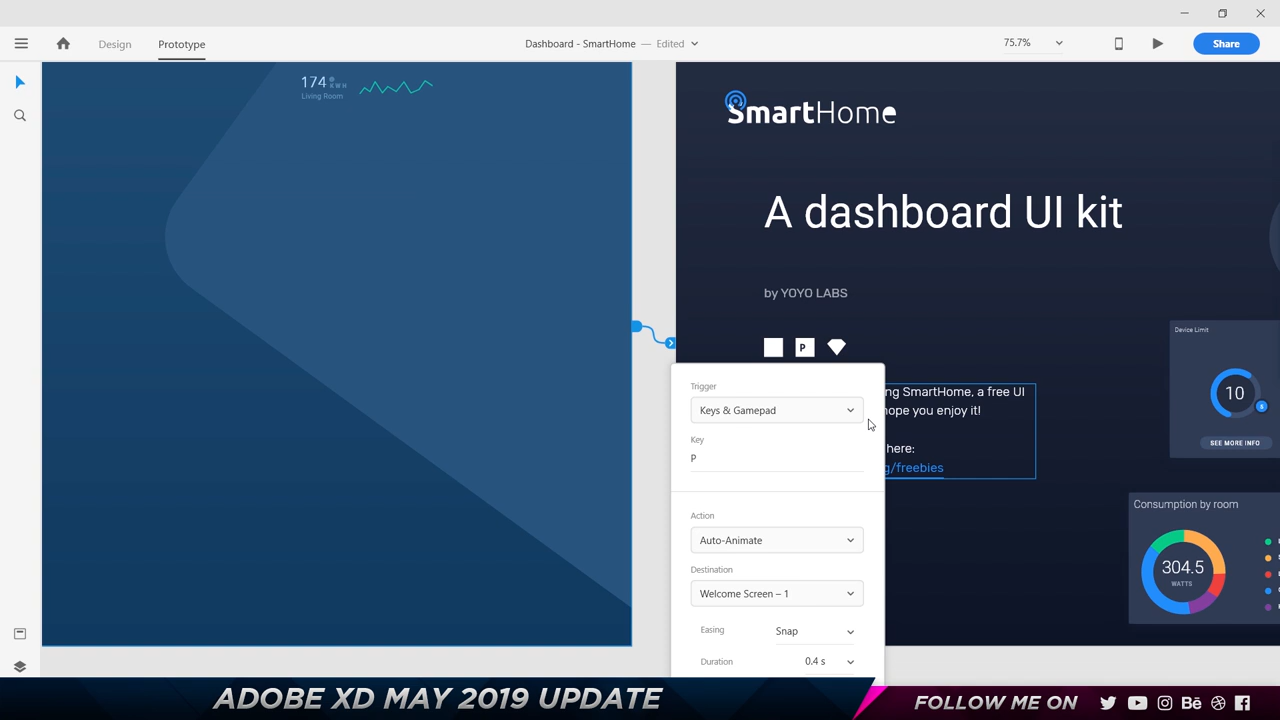 Design
Prototype
Dashboard - SmartHome — Edited
75.7%
Share
174 KWH
Living Room
SmartHome
A dashboard UI kit
by YOYO LABS
P
Trigger
Keys & Gamepad
Key
P
ng SmartHome, a free UI
ope you enjoy it!
here:
g/freebies
Action
Auto-Animate
Destination
Welcome Screen – 1
Easing
Snap
Duration
0.4 s
Device Limit
10
SEE MORE INFO
Consumption by room
304.5
WATTS
ADOBE XD MAY 2019 UPDATE
FOLLOW ME ON
Bē